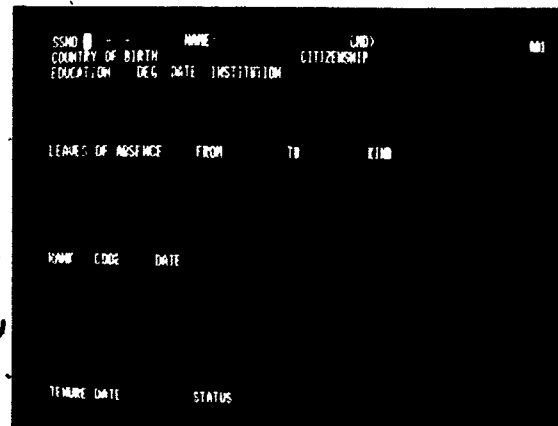 SSNO - - NAME (MD)
COUNTRY OF BIRTH CITIZENSHIP
EDUCATION DEG DATE INSTITUTION
LEAVES OF ABSENCE FROM TO KIND
RANK CODE DATE
TENURE DATE STATUS